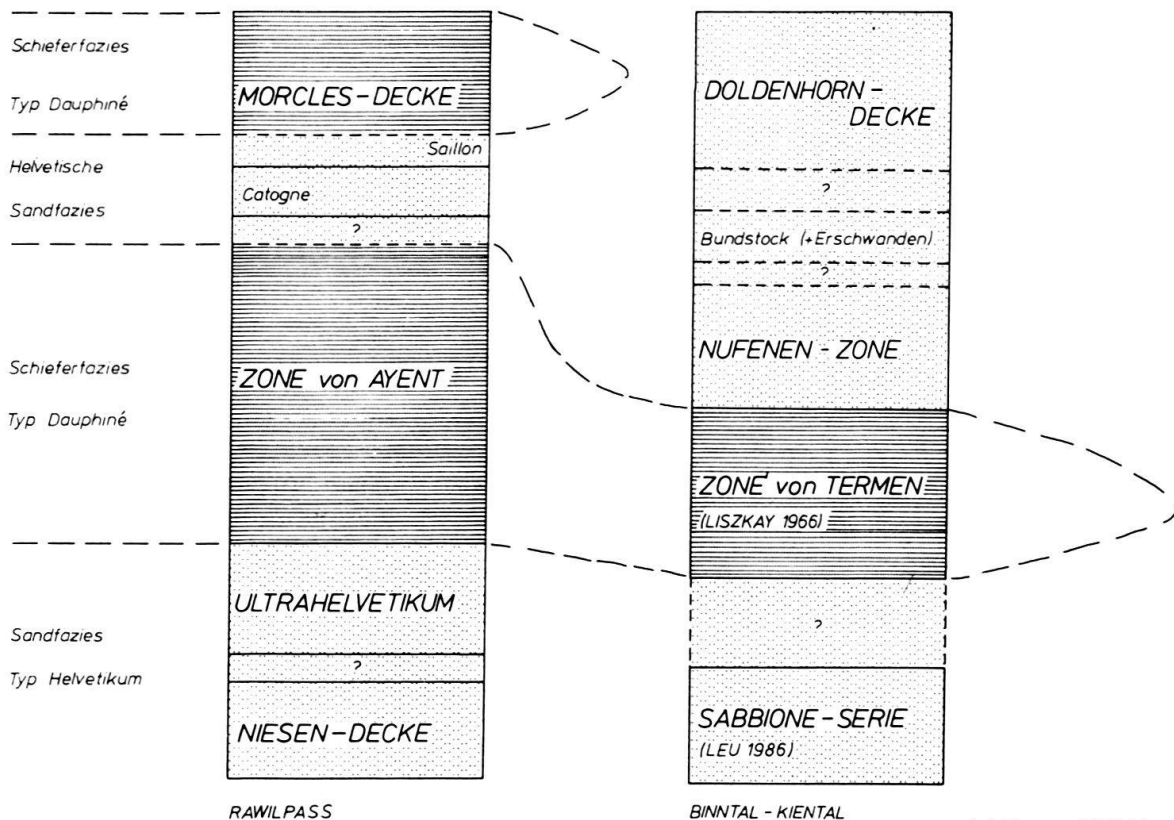 Schieferfazies
Typ Dauphiné
Helvetische
Sandfazies
Schieferfazies
Typ Dauphiné
Sandfazies
Typ Helvetikum
MORCLES-DECKE
Saillon
Catogne
?
ZONE von AYENT
ULTRAHELVETIKUM
?
NIESEN-DECKE
RAWILPASS
DOLDENHORN-
DECKE
?
Bundstock (+Erschwanden)
?
NUFENEN-ZONE
ZONE von TERMEN
(LISZKAY 1966)
?
SABBIONE-SERIE
(LEU 1986)
BINNTAL - KIENTAL